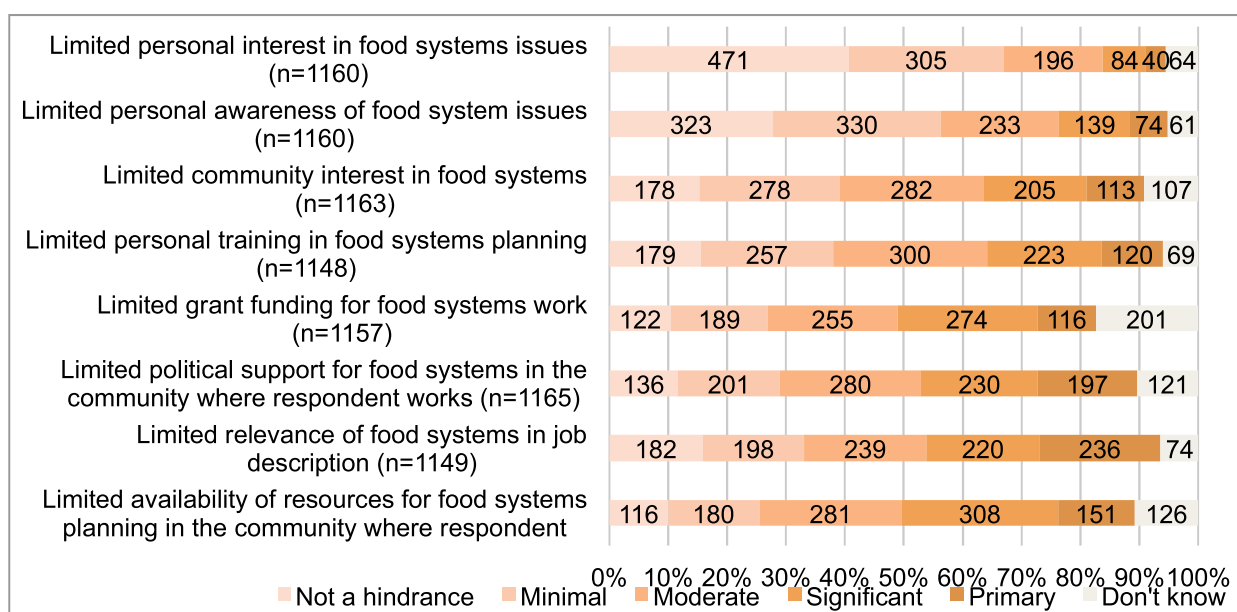 Limited personal interest in food systems issues
(n=1160)
471 305 196 84 40 64
Limited personal awareness of food system issues
(n=1160)
323 330 233 139 74 61
Limited community interest in food systems
(n=1163)
178 278 282 205 113 107
Limited personal training in food systems planning
(n=1148)
179 257 300 223 120 69
Limited grant funding for food systems work
(n=1157)
122 189 255 274 116 201
Limited political support for food systems in the
community where respondent works (n=1165)
136 201 280 230 197 121
Limited relevance of food systems in job
description (n=1149)
182 198 239 220 236 74
Limited availability of resources for food systems
planning in the community where respondent
116 180 281 308 151 126
0% 10% 20% 30% 40% 50% 60% 70% 80% 90% 100%
Not a hindrance Minimal Moderate Significant Primary Don't know